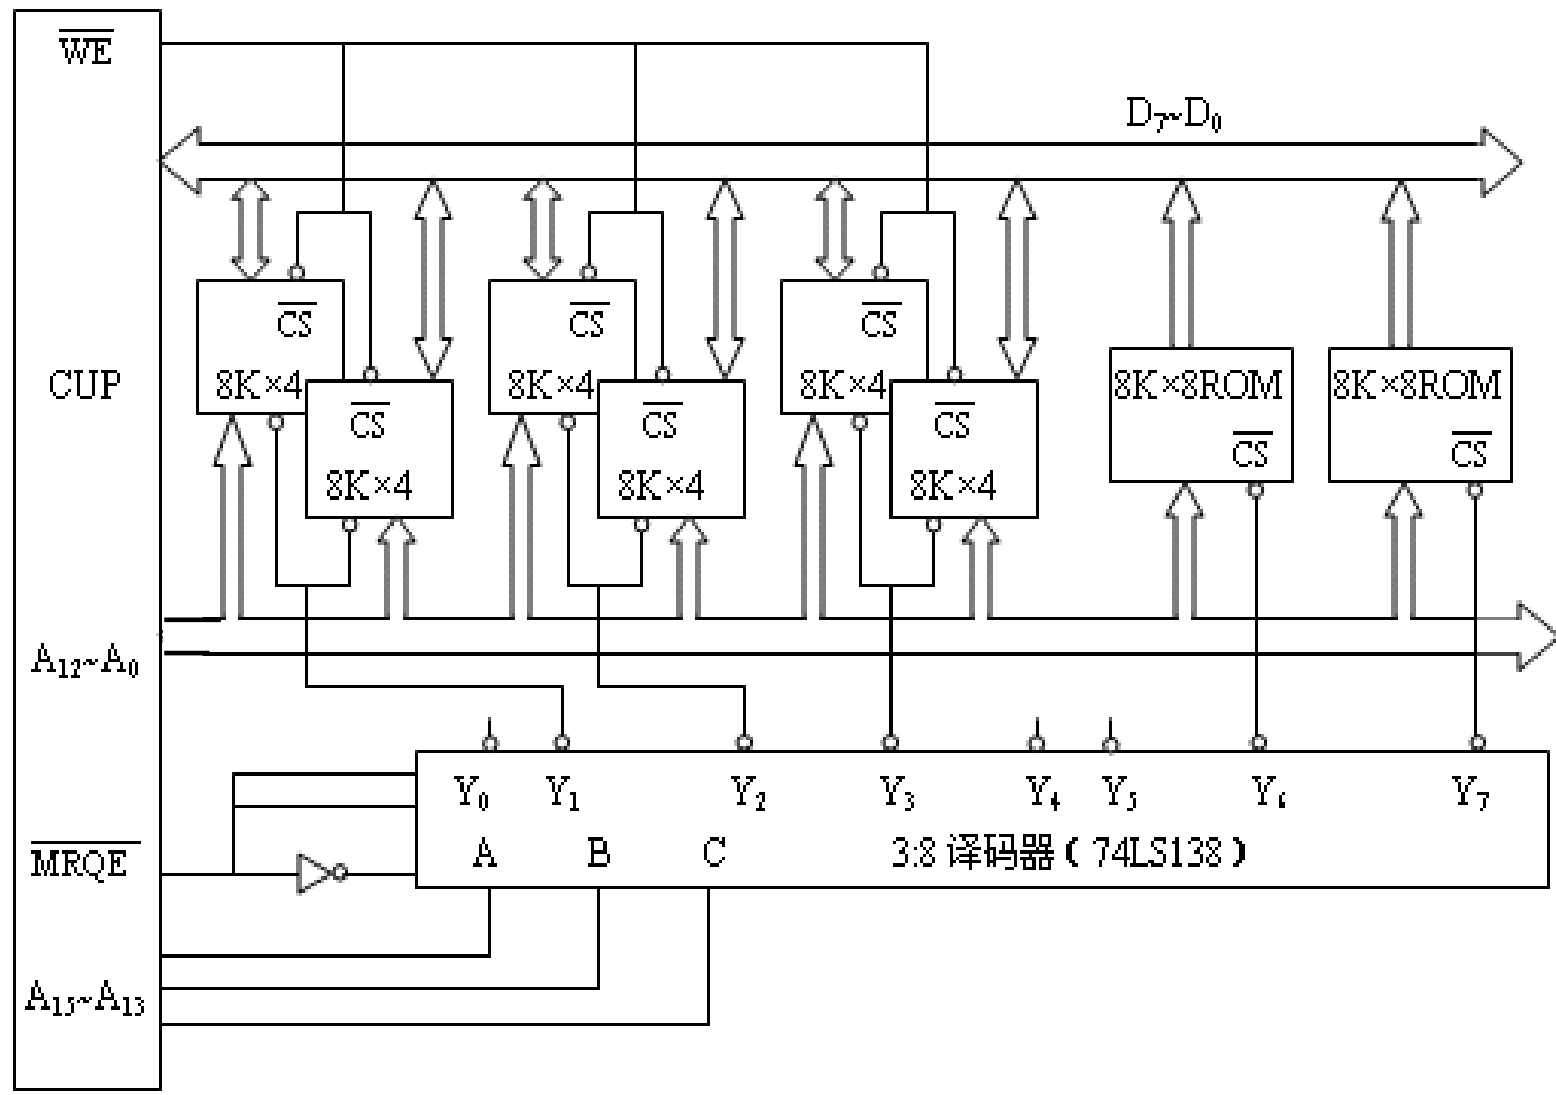 WE
D7~D0
CS CS CS
CUP 8K×4 8K×4 8K×4 8K×8ROM 8K×8ROM
CS CS CS CS CS
8K×4 8K×4 8K×4
A12~A0
Y0 Y1 Y2 Y3 Y4 Y5 Y6 Y7
MRQE A B C 3:8 译码器（74LS138）
A15~A13